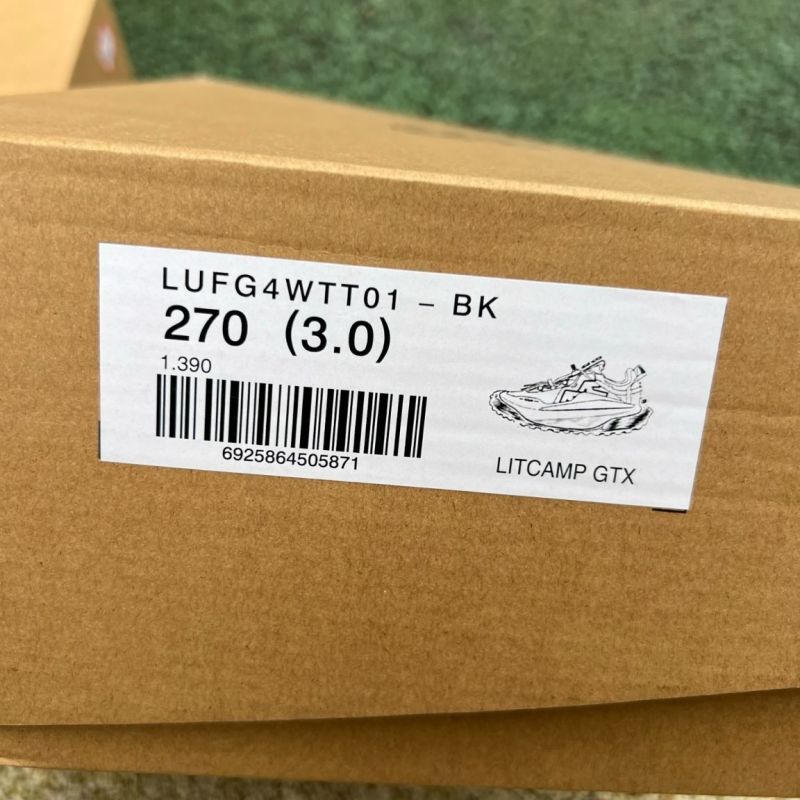 LUFG4WTT01 – BK
270 (3.0)
1.390
6925864505871
LITCAMP GTX